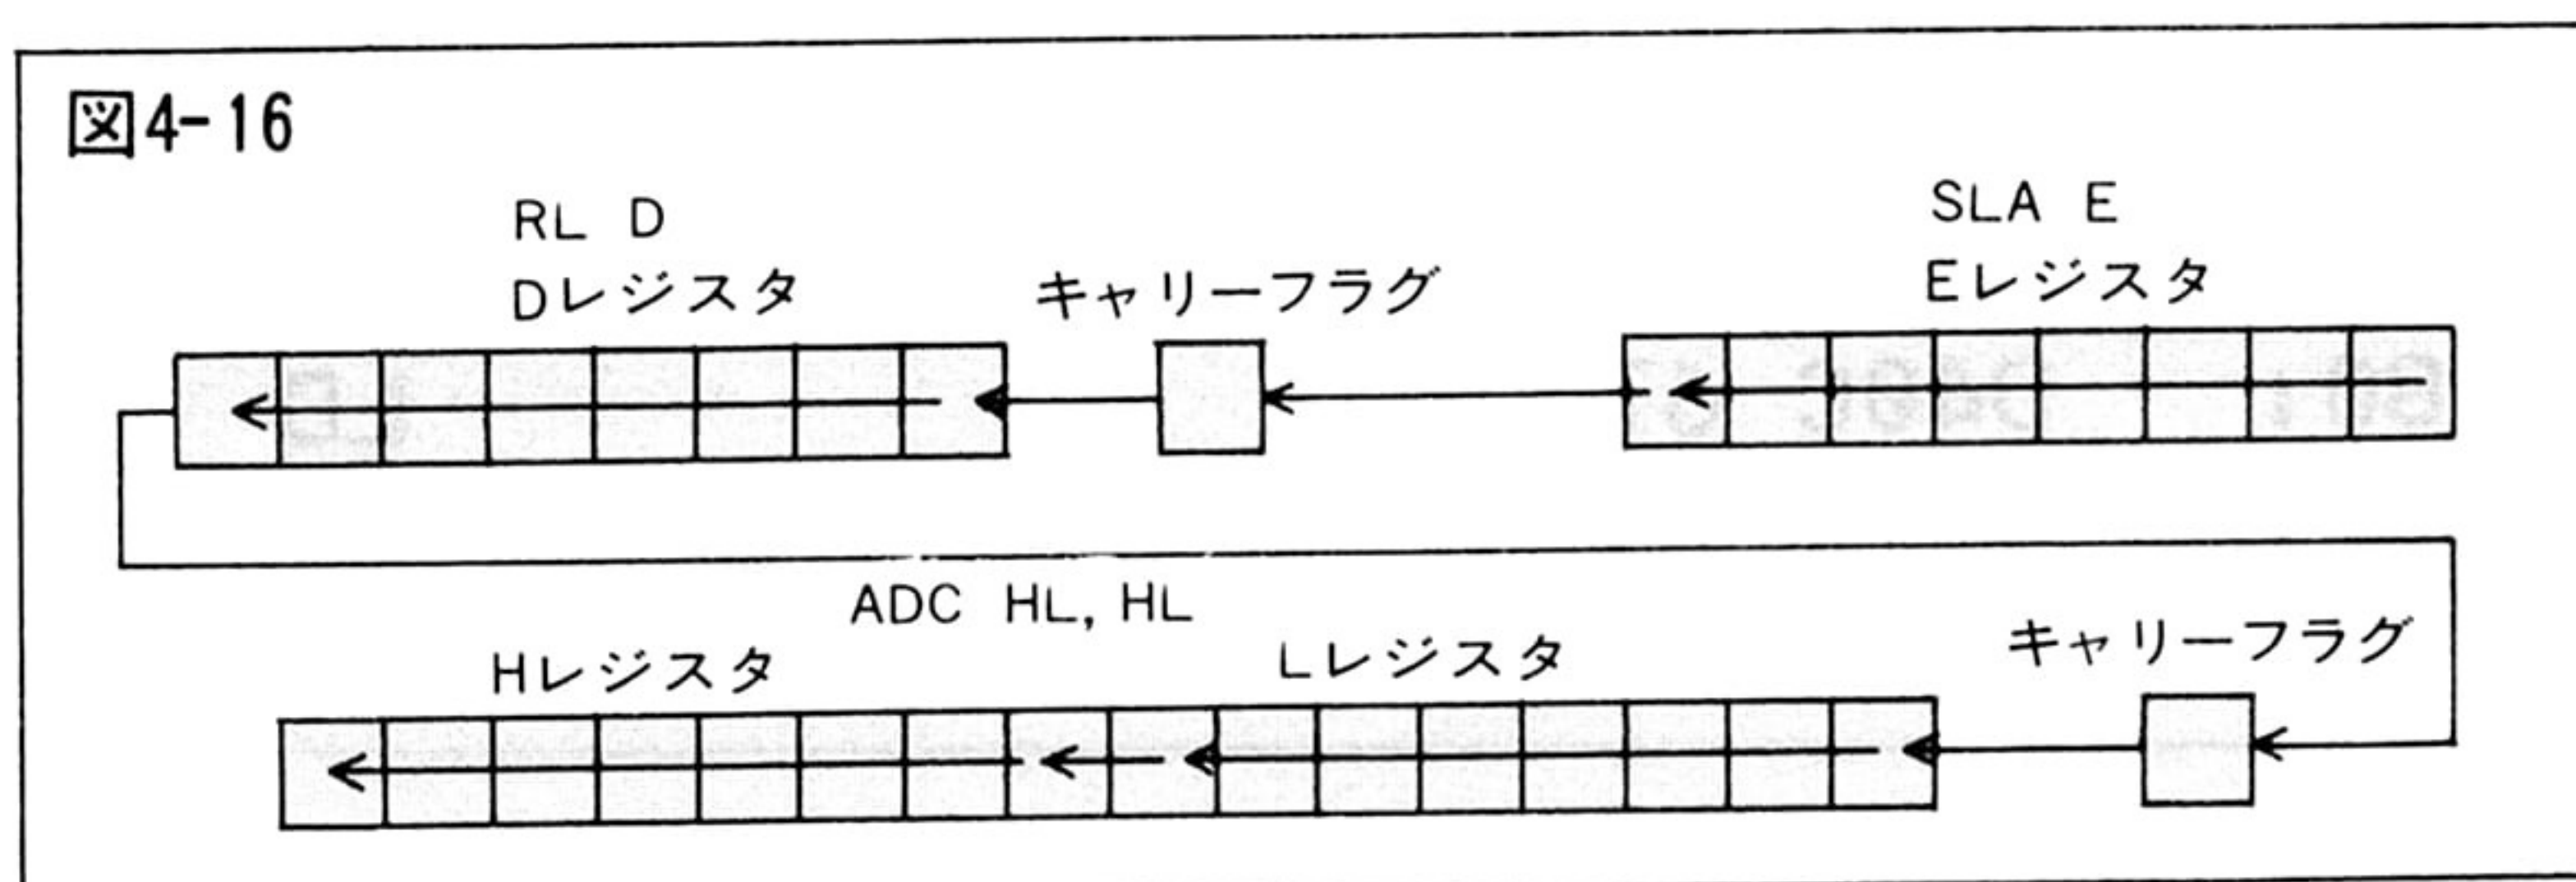 図4-16
RL D
Dレジスタ
キャリーフラグ
SLA E
Eレジスタ
ADC HL, HL
Hレジスタ
Lレジスタ
キャリーフラグ